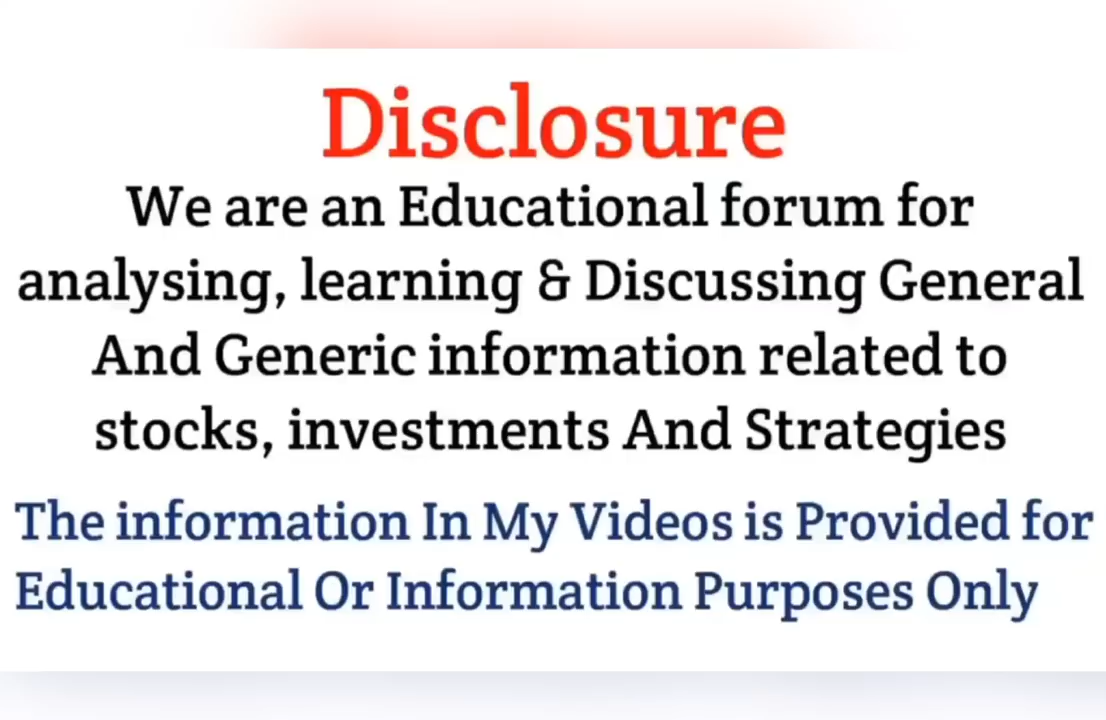 Disclosure
We are an Educational forum for
analysing, learning & Discussing General
And Generic information related to
stocks, investments And Strategies
The information In My Videos is Provided for
Educational Or Information Purposes Only